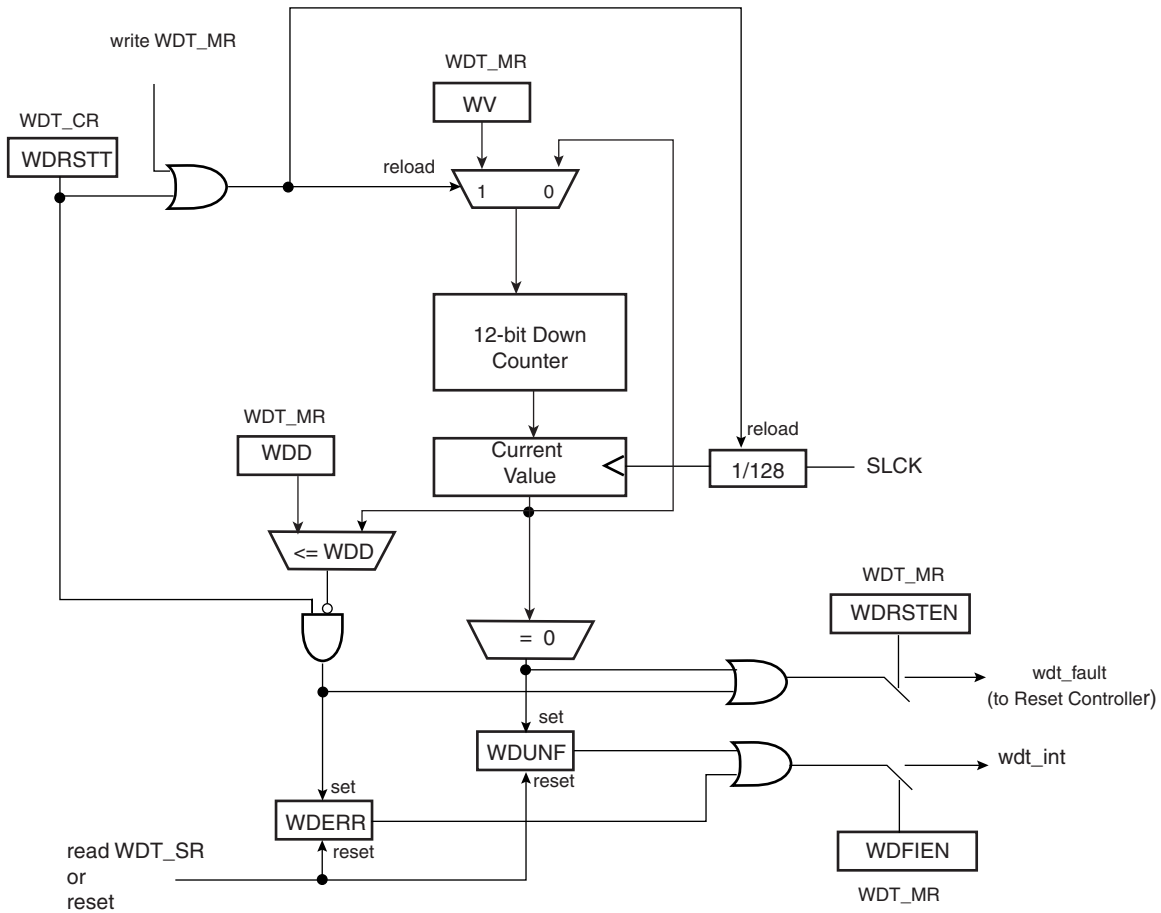 write WDT_MR
WDT_MR
WV
WDT_CR
WDRSTT
reload
1 0
12-bit Down
Counter
WDT_MR
WDD
Current
Value
reload
1/128
SLCK
<= WDD
WDT_MR
WDRSTEN
= 0
wdt_fault
(to Reset Controller)
set
WDUNF
reset
wdt_int
set
WDERR
reset
read WDT_SR
or
reset
WDFIEN
WDT_MR